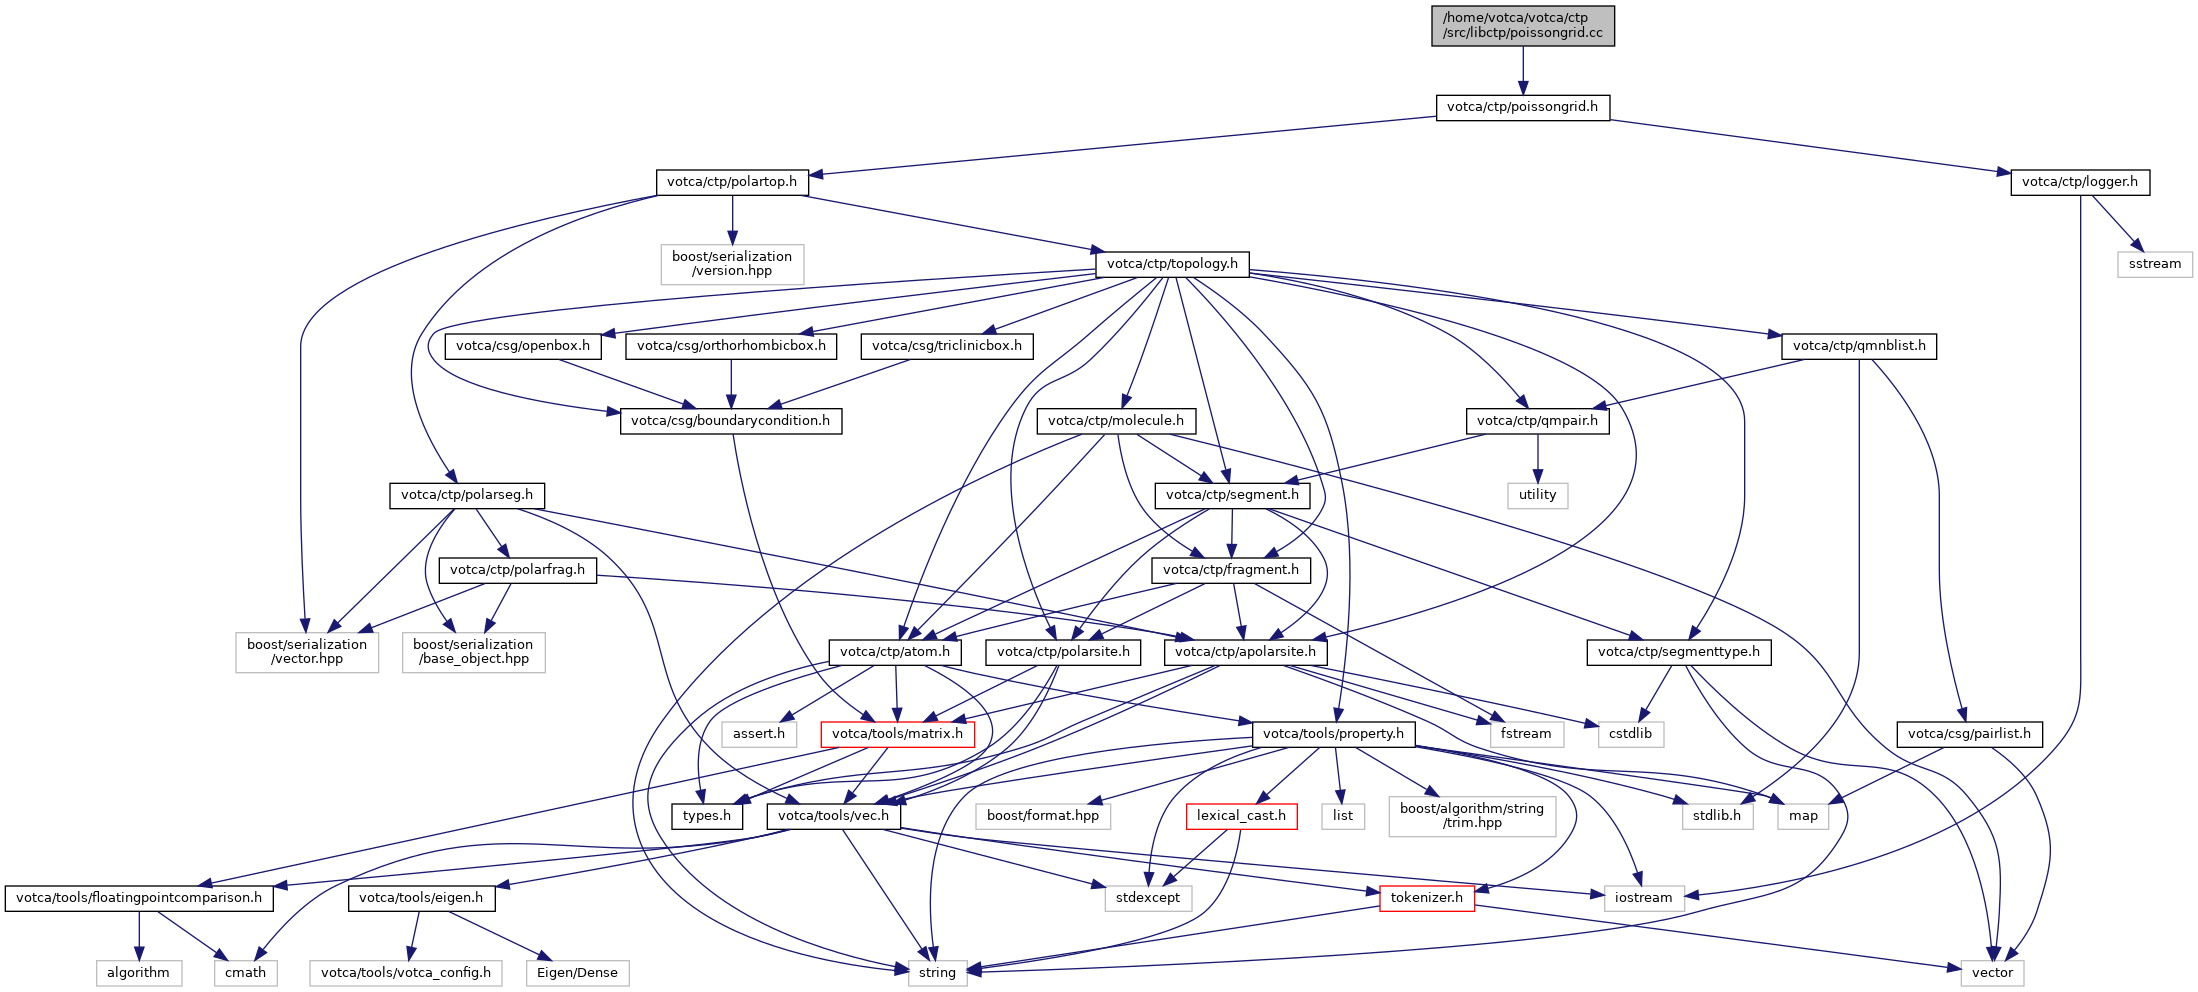 /home/votca/votca/ctp
/src/libctp/poissongrid.cc
votca/ctp/poissongrid.h
votca/ctp/polartop.h
votca/ctp/logger.h
boost/serialization
/version.hpp
votca/ctp/topology.h
sstream
votca/csg/openbox.h
votca/csg/orthorhombicbox.h
votca/csg/triclinicbox.h
votca/ctp/qmnblist.h
votca/csg/boundarycondition.h
votca/ctp/molecule.h
votca/ctp/qmpair.h
votca/ctp/polarseg.h
votca/ctp/segment.h
utility
votca/ctp/polarfrag.h
votca/ctp/fragment.h
boost/serialization
/vector.hpp
boost/serialization
/base_object.hpp
votca/ctp/atom.h
votca/ctp/polarsite.h
votca/ctp/apolarsite.h
votca/ctp/segmenttype.h
assert.h
votca/tools/matrix.h
votca/tools/property.h
fstream
cstdlib
votca/csg/pairlist.h
types.h
votca/tools/vec.h
boost/format.hpp
lexical_cast.h
list
boost/algorithm/string
/trim.hpp
stdlib.h
map
votca/tools/floatingpointcomparison.h
votca/tools/eigen.h
stdexcept
tokenizer.h
iostream
algorithm
cmath
votca/tools/votca_config.h
Eigen/Dense
string
vector